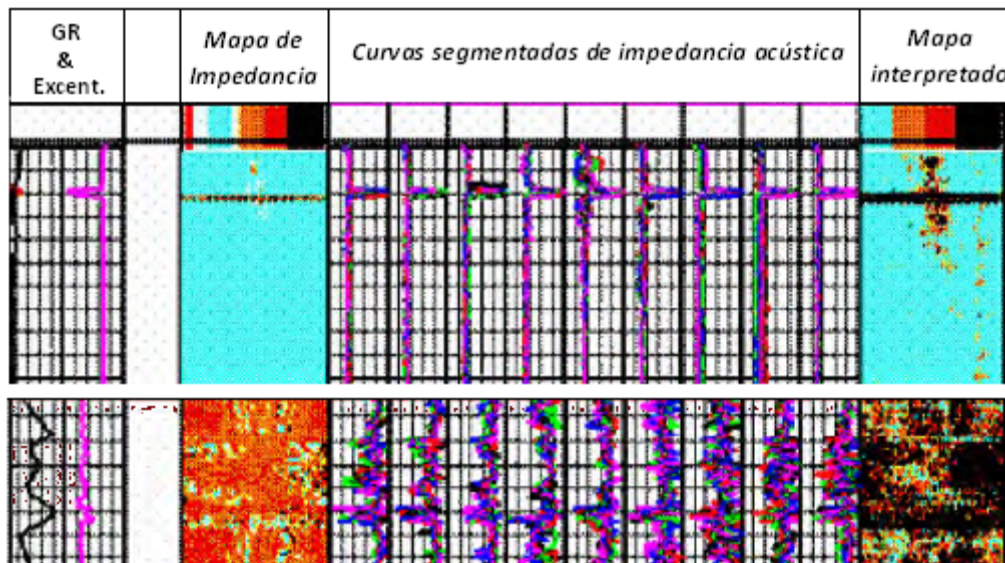 GR
&
Excent.
Mapa de
Impedancia
Curvas segmentadas de impedancia acústica
Mapa
interpretado